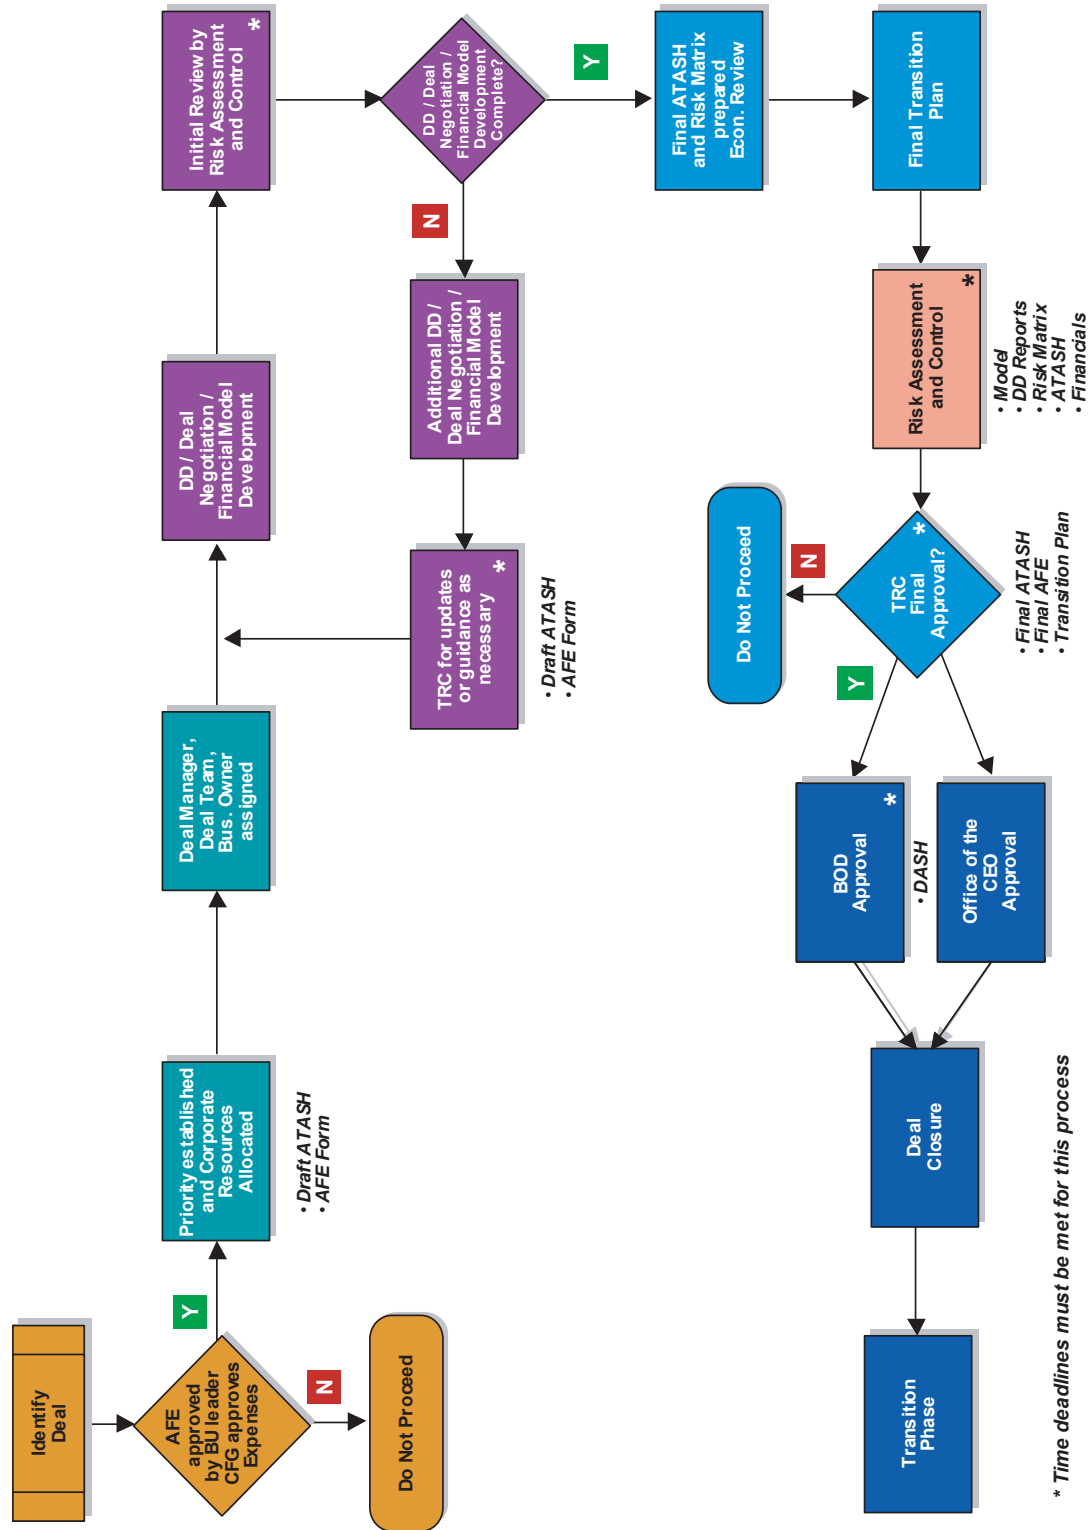 Identify
Deal
AFE
approved
by BU leader
CFG approves
Expenses
N
Do Not Proceed
Y
Priority established
and Corporate
Resources
Allocated
• Draft ATASH
• AFE Form
Deal Manager,
Deal Team,
Bus. Owner
assigned
DD / Deal
Negotiation /
Financial Model
Development
Initial Review by
Risk Assessment
and Control
*
DD / Deal
Negotiation /
Financial Model
Development
Complete?
N
Additional DD /
Deal Negotiation /
Financial Model
Development
TRC for updates
or guidance as
necessary
*
• Draft ATASH
• AFE Form
Y
Final ATASH
and Risk Matrix
prepared
Econ. Review
Final Transition
Plan
Risk Assessment
and Control
*
• Model
• DD Reports
• Risk Matrix
• ATASH
• Financials
TRC
Final
Approval?
*
• Final ATASH
• Final AFE
• Transition Plan
N
Do Not Proceed
Y
BOD
Approval
*
• DASH
Office of the
CEO
Approval
Deal
Closure
Transition
Phase
* Time deadlines must be met for this process